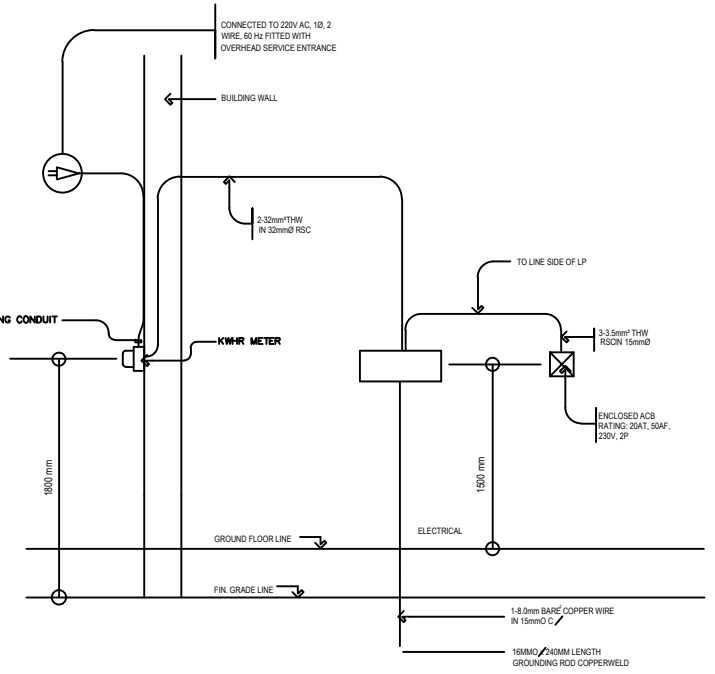 CONNECTED TO 220V AC, 1Ø, 2
WIRE, 60 Hz FITTED WITH
OVERHEAD SERVICE ENTRANCE
BUILDING WALL
2-32mm²THW
IN 32mmØ RSC
TO LINE SIDE OF LP
NG CONDUIT
KWHR METER
3-3.5mm² THW
RSCIN 15mmØ
ENCLOSED ACB
RATING: 20AT, 50AF,
230V, 2P
1800 mm
1500 mm
GROUND FLOOR LINE
ELECTRICAL
FIN. GRADE LINE
1-8.0mm BARE² COPPER WIRE
IN 15mmO C
16MMO x 240MM LENGTH
GROUNDING ROD COPPERWELD